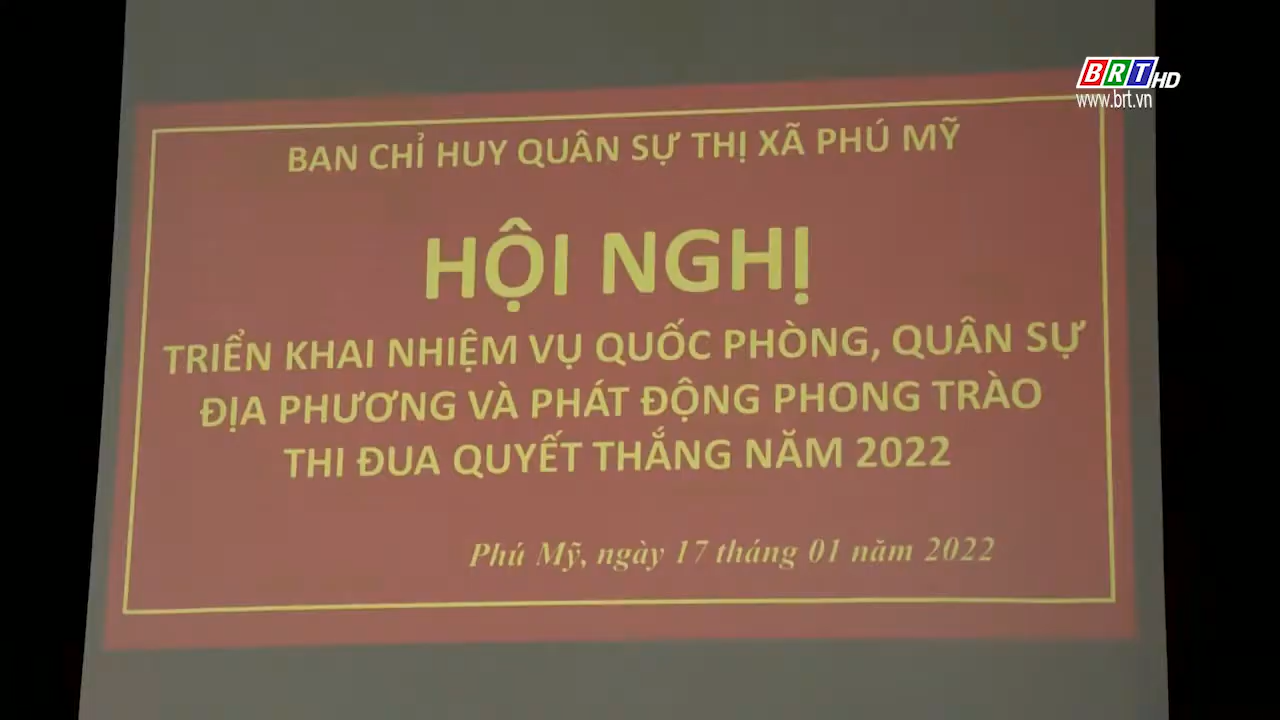 BRT HD
www.brt.vn
BAN CHỈ HUY QUÂN SỰ THỊ XÃ PHÚ MỸ
HỘI NGHỊ
TRIỂN KHAI NHIỆM VỤ QUỐC PHÒNG, QUÂN SỰ
ĐỊA PHƯƠNG VÀ PHÁT ĐỘNG PHONG TRÀO
THI ĐUA QUYẾT THẮNG NĂM 2022
Phú Mỹ, ngày 17 tháng 01 năm 2022